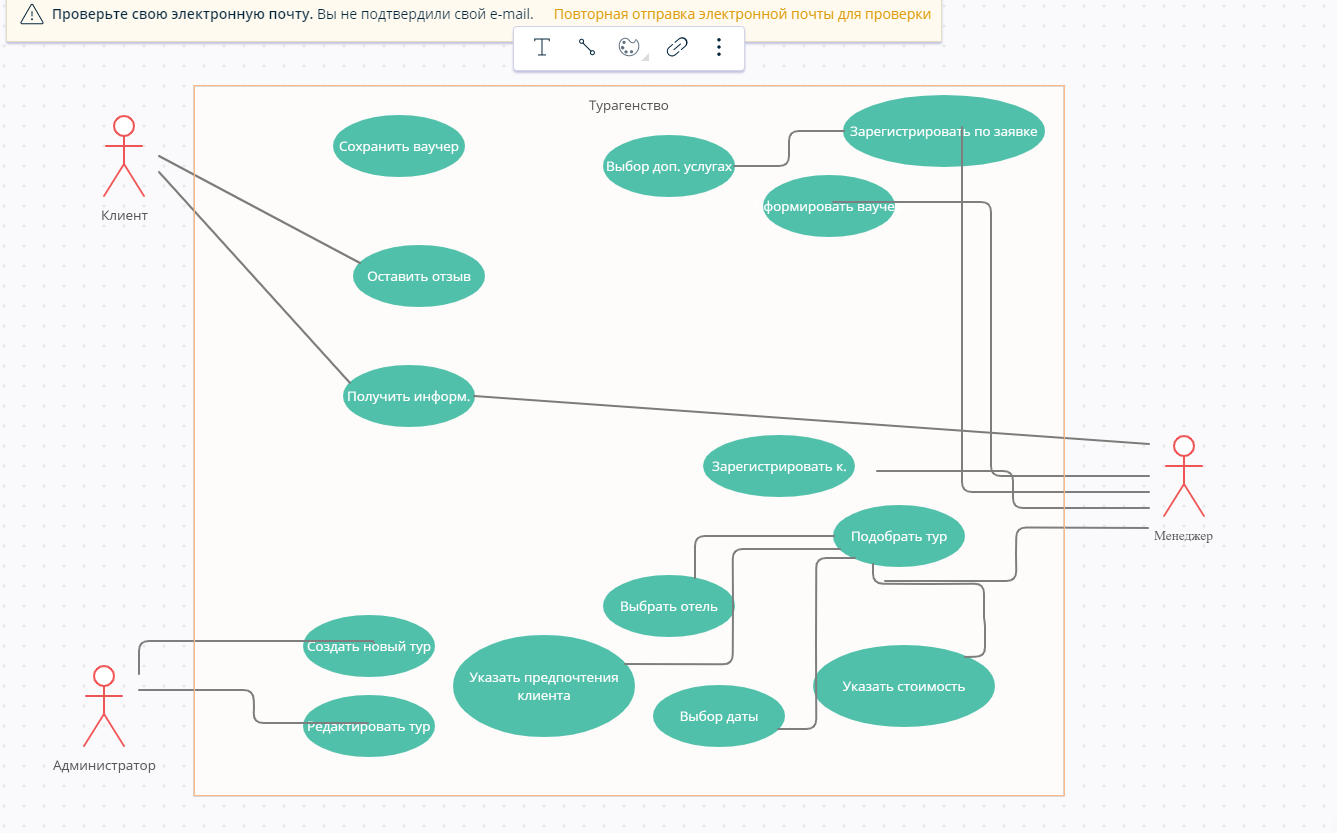 Проверьте свою электронную почту. Вы не подтвердили свой e-mail. Повторная отправка электронной почты для проверки
Турагенство
Клиент
Сохранить ваучер
Выбор доп. услугах
Зарегистрировать по заявке
формировать ваучe
Оставить отзыв
Получить информ.
Зарегистрировать к.
Менеджер
Подобрать тур
Выбрать отель
Создать новый тур
Указать предпочтения
клиента
Указать стоимость
Выбор даты
Редактировать тур
Администратор